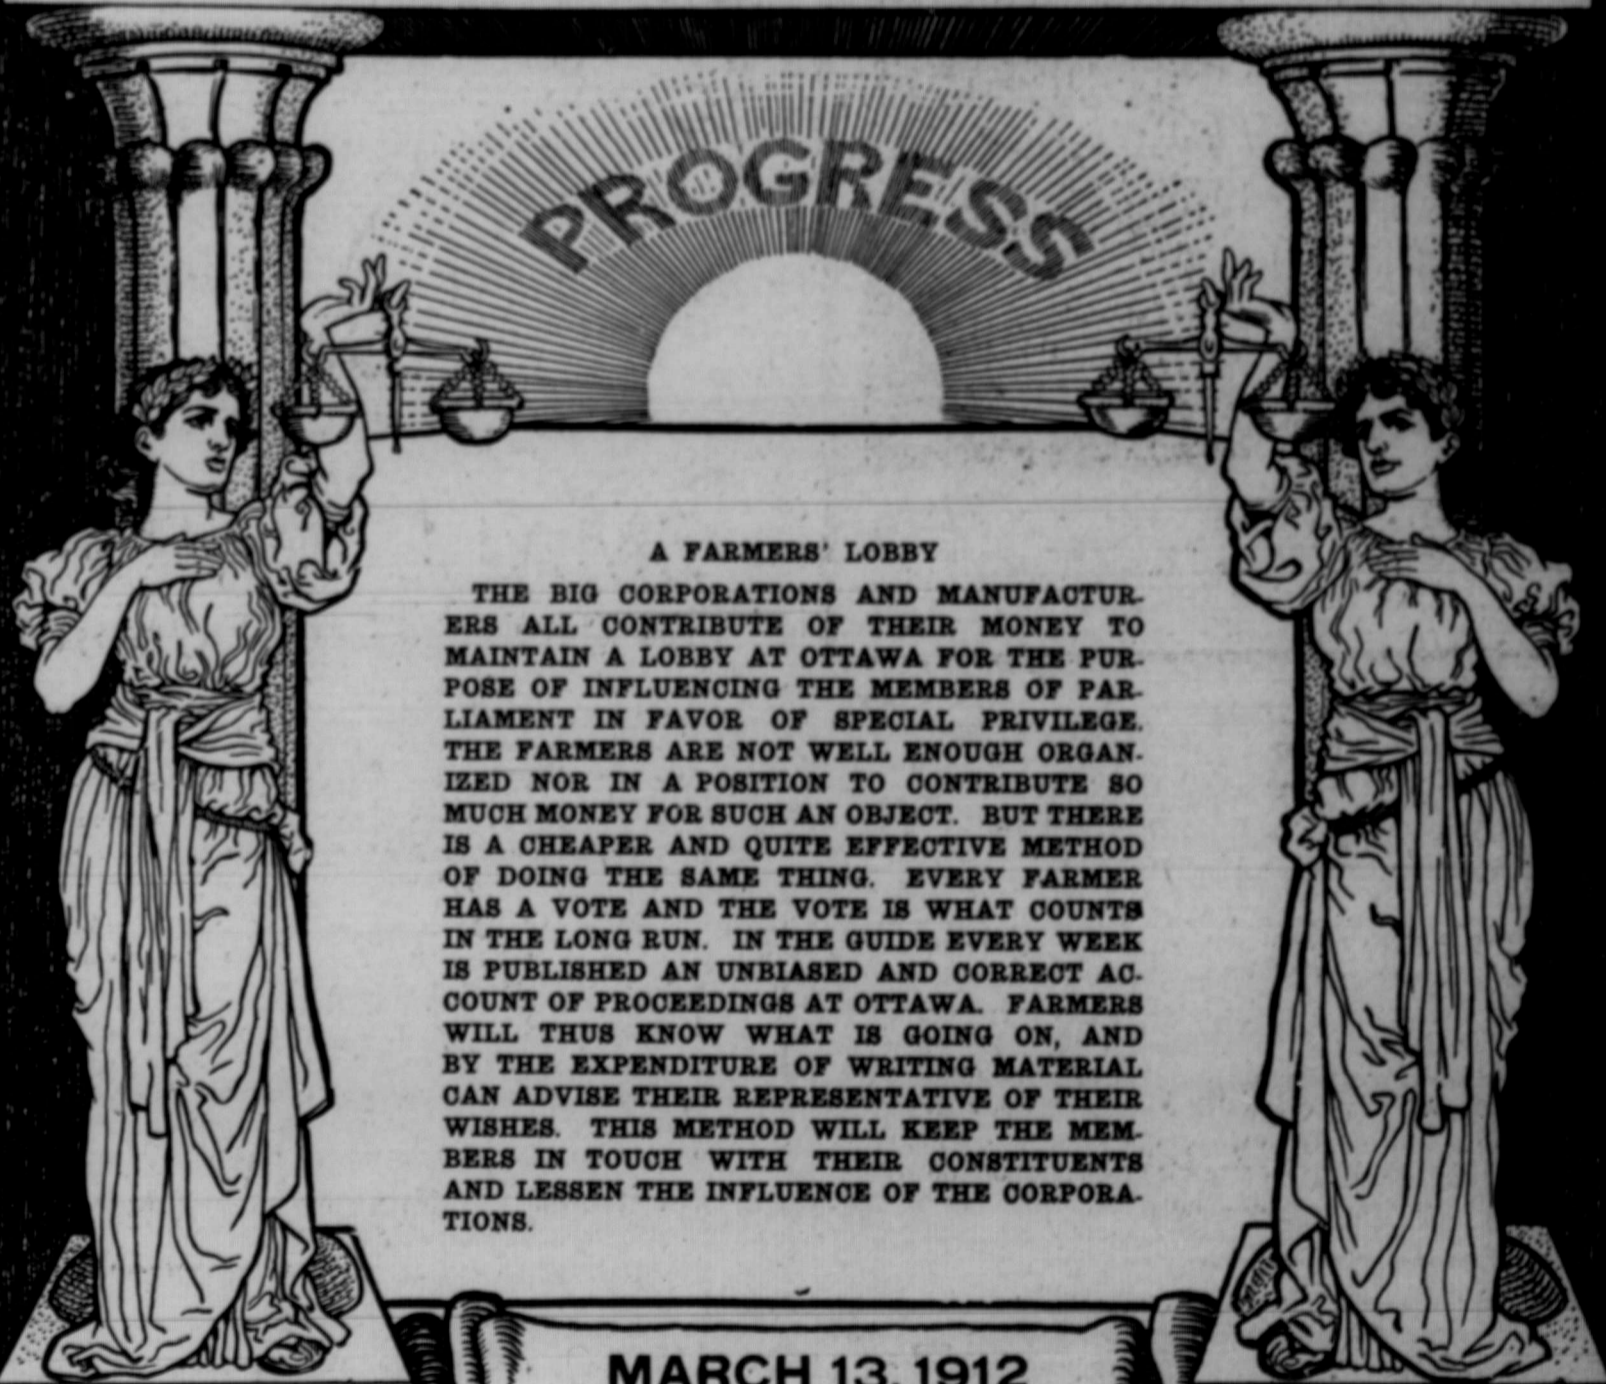 PROGRESS
A FARMERS' LOBBY
THE BIG CORPORATIONS AND MANUFACTUR-
ERS ALL CONTRIBUTE OF THEIR MONEY TO
MAINTAIN A LOBBY AT OTTAWA FOR THE PUR-
POSE OF INFLUENCING THE MEMBERS OF PAR-
LIAMENT IN FAVOR OF SPECIAL PRIVILEGE.
THE FARMERS ARE NOT WELL ENOUGH ORGAN-
IZED NOR IN A POSITION TO CONTRIBUTE SO
MUCH MONEY FOR SUCH AN OBJECT. BUT THERE
IS A CHEAPER AND QUITE EFFECTIVE METHOD
OF DOING THE SAME THING. EVERY FARMER
HAS A VOTE AND THE VOTE IS WHAT COUNTS
IN THE LONG RUN. IN THE GUIDE EVERY WEEK
IS PUBLISHED AN UNBIASED AND CORRECT AC-
COUNT OF PROCEEDINGS AT OTTAWA. FARMERS
WILL THUS KNOW WHAT IS GOING ON, AND
BY THE EXPENDITURE OF WRITING MATERIAL
CAN ADVISE THEIR REPRESENTATIVE OF THEIR
WISHES. THIS METHOD WILL KEEP THE MEM-
BERS IN TOUCH WITH THEIR CONSTITUENTS
AND LESSEN THE INFLUENCE OF THE CORPORA-
TIONS.
MARCH 13, 1912